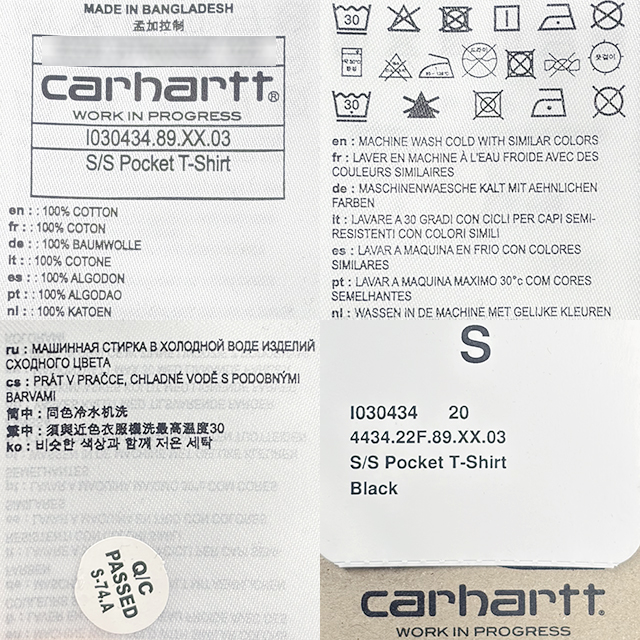 MADE IN BANGLADESH
孟加拉制
carhartt®
WORK IN PROGRESS
I030434.89.XX.03
S/S Pocket T-Shirt
en : : 100% COTTON
fr : : 100% COTON
de : : 100% BAUMWOLLE
it : : 100% COTONE
es : : 100% ALGODON
pt : : 100% ALGODAO
nl : : 100% KATOEN
30
30
en : MACHINE WASH COLD WITH SIMILAR COLORS
fr : LAVER EN MACHINE À L'EAU FROIDE AVEC DES
COULEURS SIMILAIRES
de : MASCHINENWAESCHE KALT MIT AEHNLICHEN
FARBEN
it : LAVARE A 30 GRADI CON CICLI PER CAPI SEMI-
RESISTENTI CON COLORI SIMILI
es : LAVAR A MAQUINA EN FRIO CON COLORES
SIMILARES
pt : LAVAR A MAQUINA MAXIMO 30°c COM CORES
SEMELHANTES
nl : WASSEN IN DE MACHINE MET GELIJKE KLEUREN
ru : МАШИННАЯ СТИРКА В ХОЛОДНОЙ ВОДЕ ИЗДЕЛИЙ
СХОДНОГО ЦВЕТА
cs : PRÁT V PRAČCE, CHLADNÉ VODĚ S PODOBNÝMI
BARVAMI
简中 : 同色冷水机洗
繁中 : 須與近色衣服機洗最高溫度30
ko : 비슷한 색상과 함께 저온 세탁
Q/C
PASSED
S-74.A
S
I030434 20
4434.22F.89.XX.03
S/S Pocket T-Shirt
Black
carhartt.
WORK IN PROGRESS